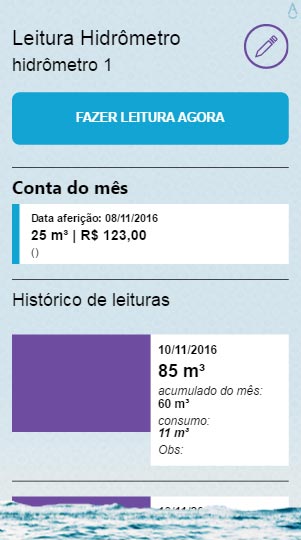 Leitura Hidrômetro
hidrômetro 1
FAZER LEITURA AGORA
Conta do mês
Data aferição: 08/11/2016
25 m³ | R$ 123,00
()
Histórico de leituras
10/11/2016
85 m³
acumulado do mês:
60 m³
consumo:
11 m³
Obs: